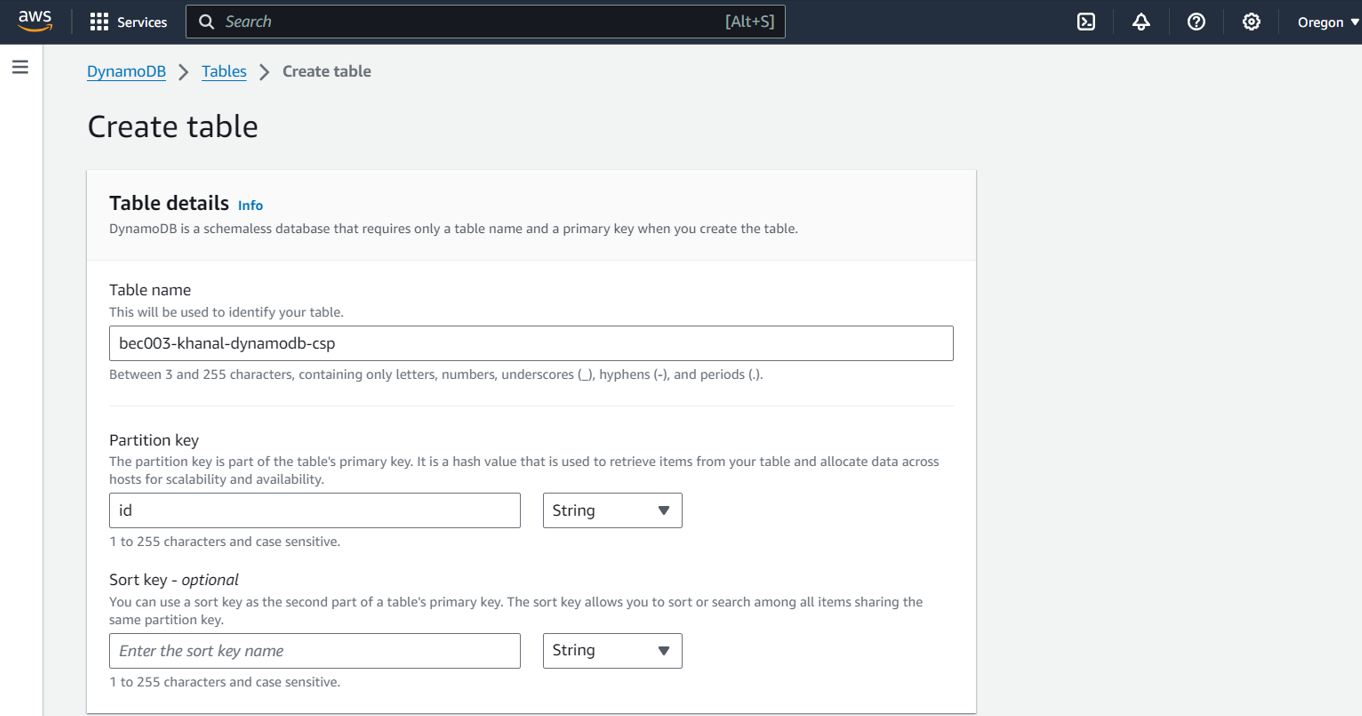 aws Services Search [Alt+S] Oregon
DynamoDB Tables Create table
Create table
Table details Info
DynamoDB is a schemaless database that requires only a table name and a primary key when you create the table.
Table name
This will be used to identify your table.
bec003-khanal-dynamodb-csp
Between 3 and 255 characters, containing only letters, numbers, underscores (_), hyphens (-), and periods (.).
Partition key
The partition key is part of the table's primary key. It is a hash value that is used to retrieve items from your table and allocate data across
hosts for scalability and availability.
id String
1 to 255 characters and case sensitive.
Sort key - optional
You can use a sort key as the second part of a table's primary key. The sort key allows you to sort or search among all items sharing the
same partition key.
Enter the sort key name String
1 to 255 characters and case sensitive.